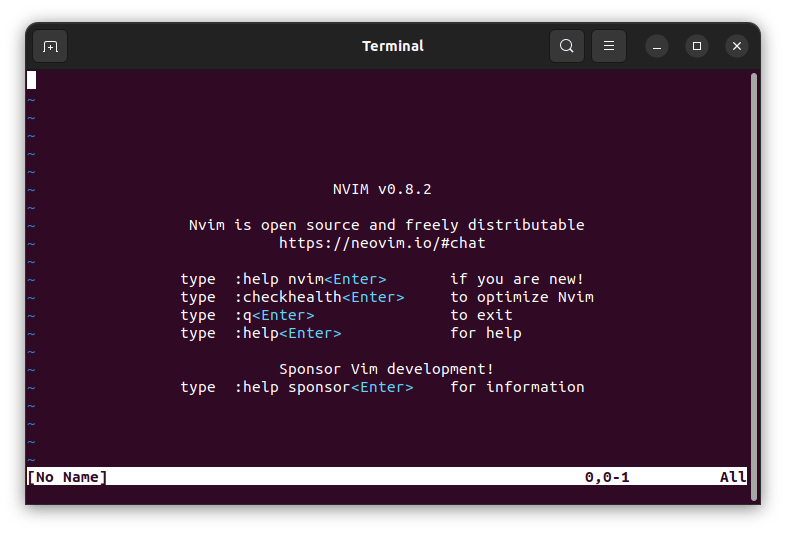 Terminal
~
~
~
~
~
~ NVIM v0.8.2
~
~ Nvim is open source and freely distributable
~ https://neovim.io/#chat
~
~ type  :help nvim<Enter>       if you are new!
~ type  :checkhealth<Enter>     to optimize Nvim
~ type  :q<Enter>               to exit
~ type  :help<Enter>            for help
~
~ Sponsor Vim development!
~ type  :help sponsor<Enter>    for information
~
~
~
~
[No Name] 0,0-1 All